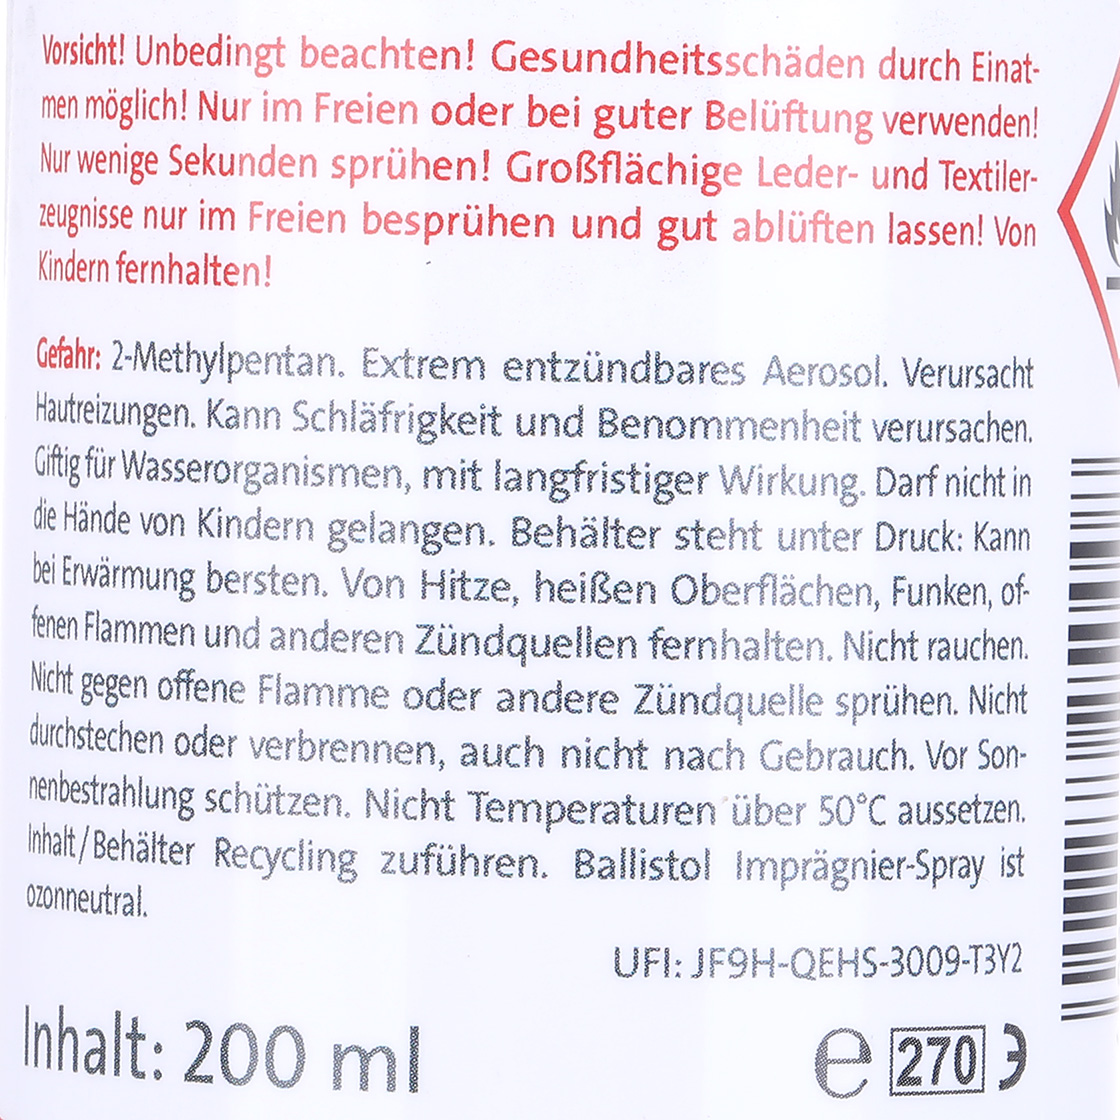 Vorsicht! Unbedingt beachten! Gesundheitsschäden durch Einat-
men möglich! Nur im Freien oder bei guter Belüftung verwenden!
Nur wenige Sekunden sprühen! Großflächige Leder- und Textiler-
zeugnisse nur im Freien besprühen und gut ablüften lassen! Von
Kindern fernhalten!
Gefahr: 2-Methylpentan. Extrem entzündbares Aerosol. Verursacht
Hautreizungen. Kann Schläfrigkeit und Benommenheit verursachen.
Giftig für Wasserorganismen, mit langfristiger Wirkung. Darf nicht in
die Hände von Kindern gelangen. Behälter steht unter Druck: Kann
bei Erwärmung bersten. Von Hitze, heißen Oberflächen, Funken, of-
fenen Flammen und anderen Zündquellen fernhalten. Nicht rauchen.
Nicht gegen offene Flamme oder andere Zündquelle sprühen. Nicht
durchstechen oder verbrennen, auch nicht nach Gebrauch. Vor Son-
nenbestrahlung schützen. Nicht Temperaturen über 50°C aussetzen.
Inhalt/Behälter Recycling zuführen. Ballistol Imprägnier-Spray ist
ozonneutral.
UFI: JF9H-QEHS-3009-T3Y2
Inhalt: 200 ml e 270 3